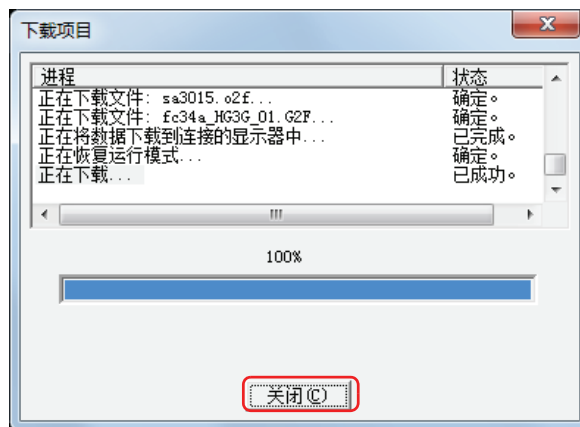 下载项目
进程 状态
正在下载文件: sa3015.o2f... 确定。
正在下载文件: fc34a_HG3G_01.G2F... 确定。
正在将数据下载到连接的显示器中... 已完成。
正在恢复运行模式... 确定。
正在下载... 已成功。
100%
关闭(C)